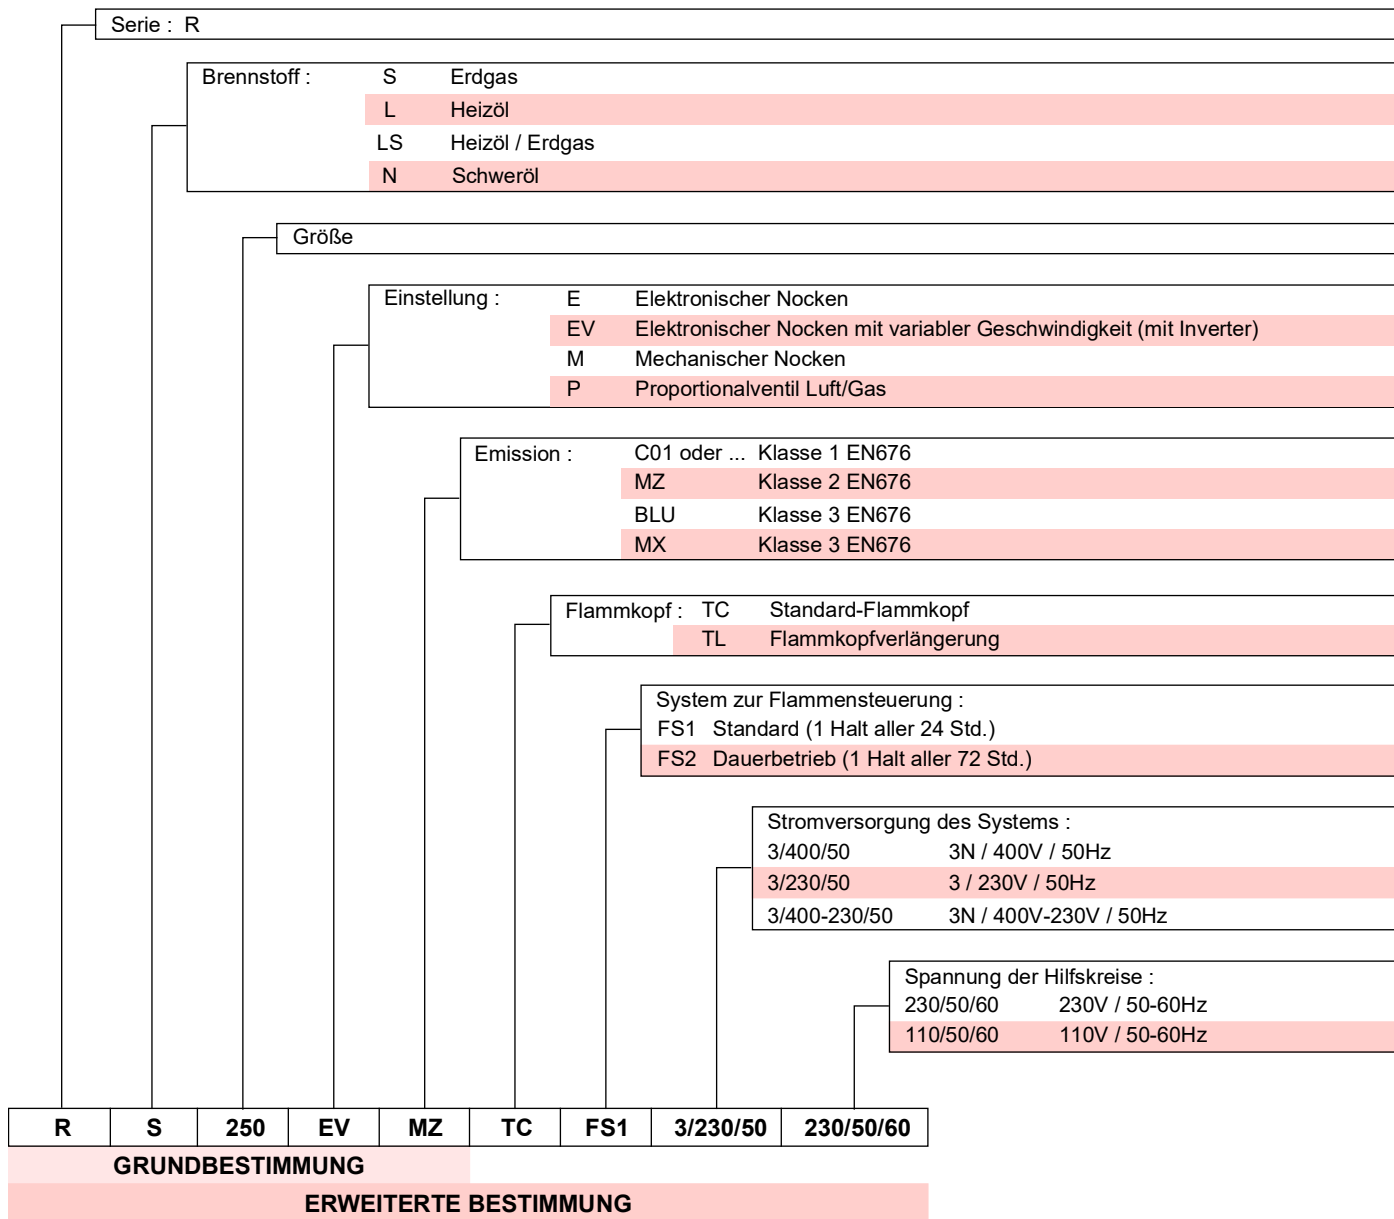 Serie : R
Brennstoff : S Erdgas
L Heizöl
LS Heizöl / Erdgas
N Schweröl
Größe
Einstellung : E Elektronischer Nocken
EV Elektronischer Nocken mit variabler Geschwindigkeit (mit Inverter)
M Mechanischer Nocken
P Proportionalventil Luft/Gas
Emission : C01 oder ... Klasse 1 EN676
MZ Klasse 2 EN676
BLU Klasse 3 EN676
MX Klasse 3 EN676
Flammkopf : TC Standard-Flammkopf
TL Flammkopfverlängerung
System zur Flammensteuerung :
FS1 Standard (1 Halt aller 24 Std.)
FS2 Dauerbetrieb (1 Halt aller 72 Std.)
Stromversorgung des Systems :
3/400/50 3N / 400V / 50Hz
3/230/50 3 / 230V / 50Hz
3/400-230/50 3N / 400V-230V / 50Hz
Spannung der Hilfskreise :
230/50/60 230V / 50-60Hz
110/50/60 110V / 50-60Hz
R S 250 EV MZ TC FS1 3/230/50 230/50/60
GRUNDBESTIMMUNG
ERWEITERTE BESTIMMUNG